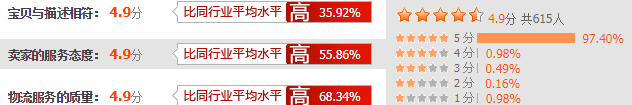 宝贝与描述相符： 4.9分 比同行业平均水平 高 35.92%
卖家的服务态度： 4.9分 比同行业平均水平 高 55.86%
物流服务的质量： 4.9分 比同行业平均水平 高 68.34%
4.9分 共615人
5分 97.40%
4分 0.98%
3分 0.49%
2分 0.16%
1分 0.98%